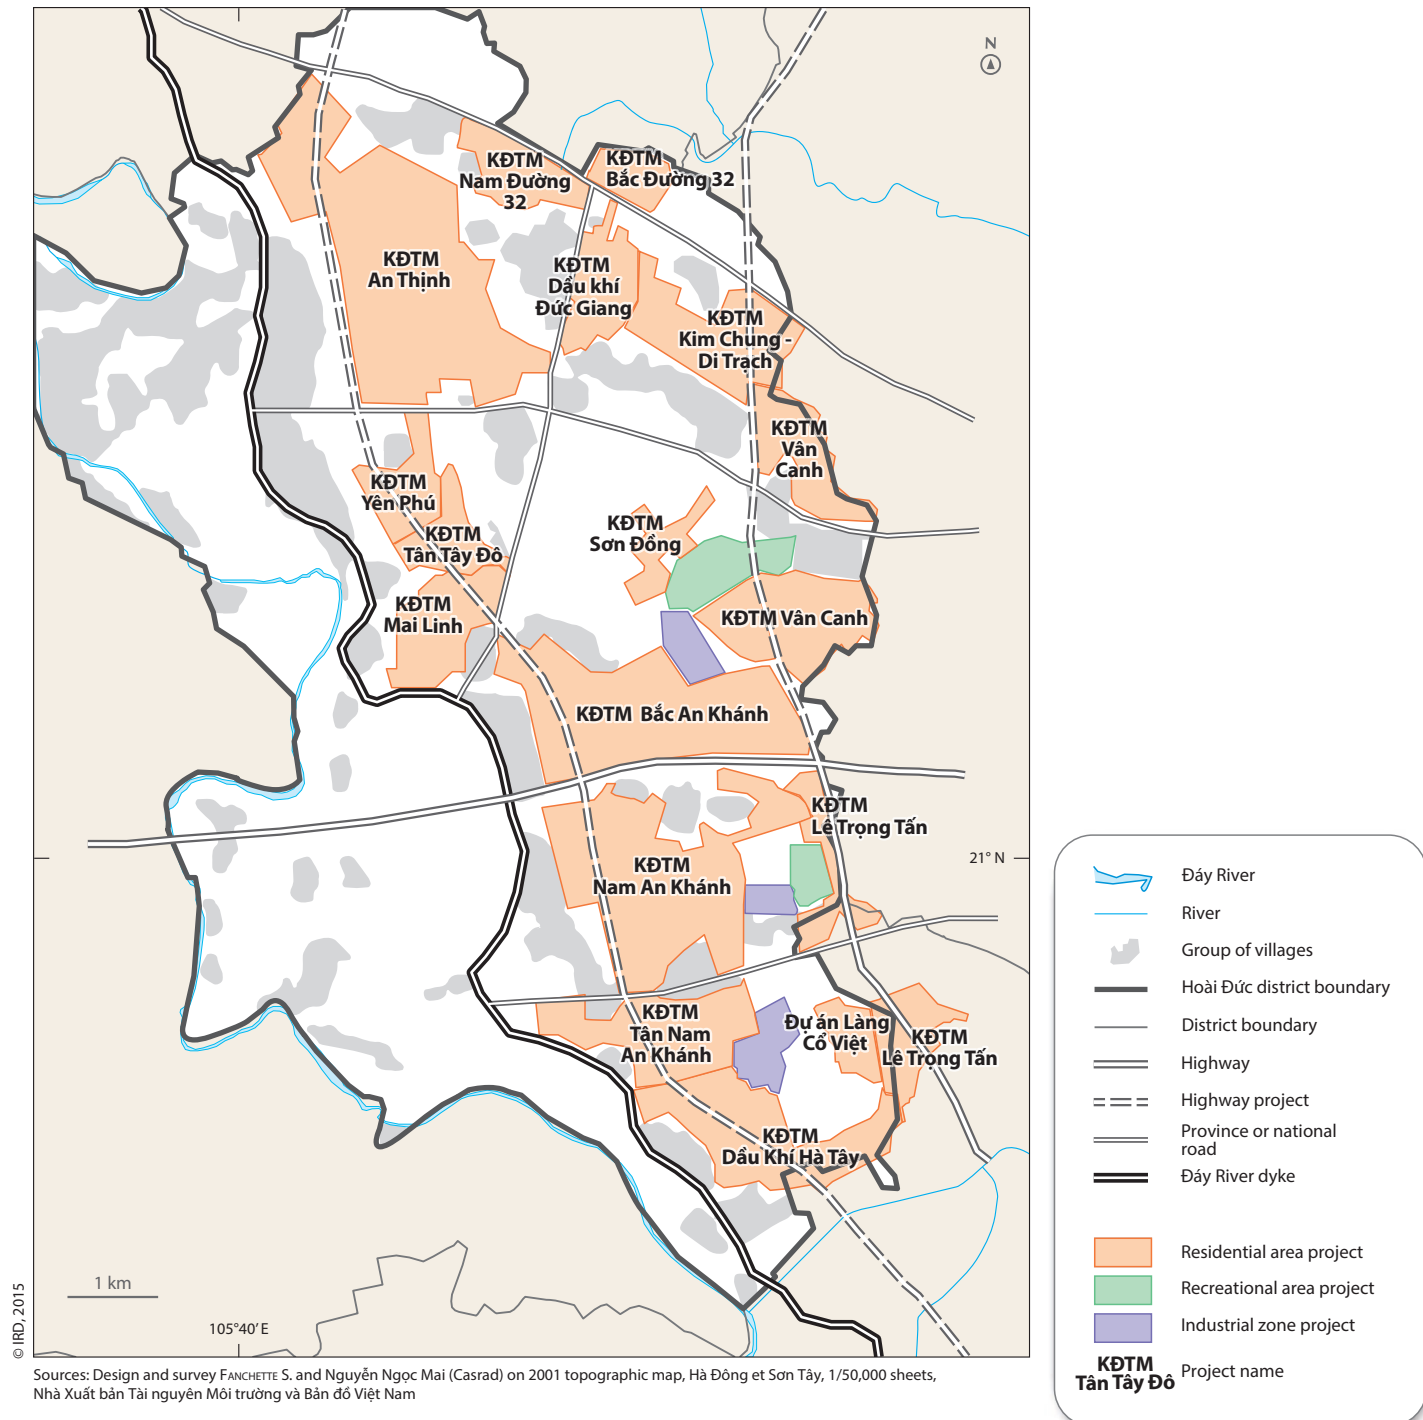 N
KĐTM
Nam Đường
32
KĐTM
Bắc Đường 32
KĐTM
An Thịnh
KĐTM
Dầu khí
Đức Giang
KĐTM
Kim Chung -
Di Trạch
KĐTM
Vân
Canh
KĐTM
Yên Phú
KĐTM
Tân Tây Đô
KĐTM
Sơn Đồng
KĐTM
Mai Linh
KĐTM Vân Canh
KĐTM Bắc An Khánh
KĐTM
Lê Trọng Tấn
KĐTM
Nam An Khánh
21° N
KĐTM
Tân Nam
An Khánh
Đư án Làng
Cổ Việt
KĐTM
Lê Trọng Tấn
KĐTM
Dầu Khí Hà Tây
1 km
105°40' E
© IRD, 2015
Đáy River
River
Group of villages
Hoài Đức district boundary
District boundary
Highway
Highway project
Province or national
road
Đáy River dyke
Residential area project
Recreational area project
Industrial zone project
KĐTM
Tân Tây Đô
Project name
Sources: Design and survey FANCHETTE S. and Nguyễn Ngọc Mai (Casrad) on 2001 topographic map, Hà Đông et Sơn Tây, 1/50,000 sheets,
Nhà Xuất bản Tài nguyên Môi trường và Bản đồ Việt Nam